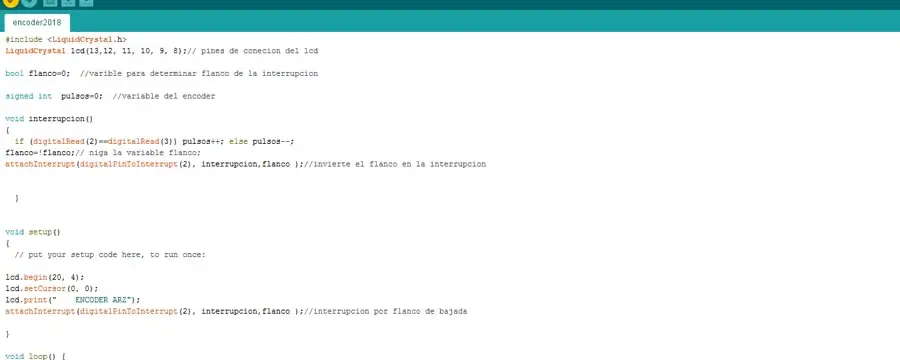 encoder2018
#include <LiquidCrystal.h>
LiquidCrystal lcd(13,12, 11, 10, 9, 8);// pines de conecion del lcd
bool flanco=0;  //varible para determinar flanco de la interrupcion
signed int  pulsos=0;  //variable del encoder
void interrupcion()
{
  if (digitalRead(2)==digitalRead(3)) pulsos++; else pulsos--;
flanco=!flanco;// niga la variable flanco;
attachInterrupt(digitalPinToInterrupt(2), interrupcion,flanco );//invierte el flanco en la interrupcion
  }
void setup()
{
  // put your setup code here, to run once:
lcd.begin(20, 4);
lcd.setCursor(0, 0);
lcd.print("    ENCODER ARZ");
attachInterrupt(digitalPinToInterrupt(2), interrupcion,flanco );//interrupcion por flanco de bajada
}
void loop() {